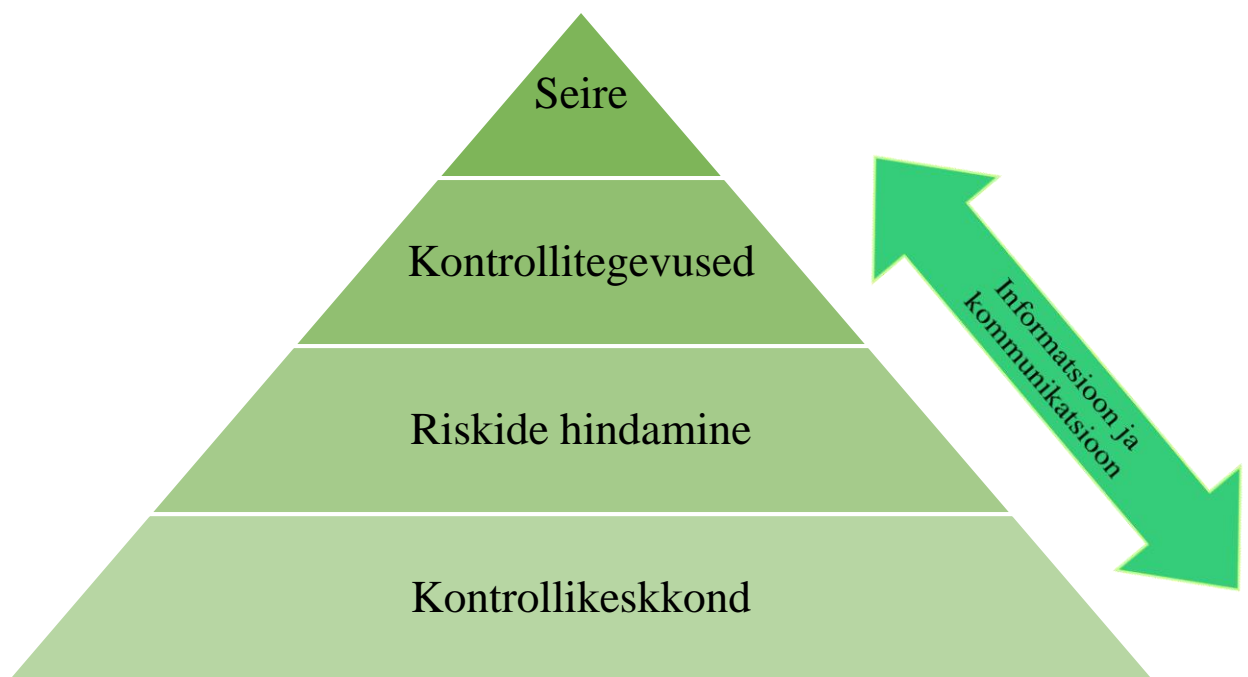 Seire
Kontrollitegevused
Informatsioon ja
kommunikatsioon
Riskide hindamine
Kontrollikeskkond